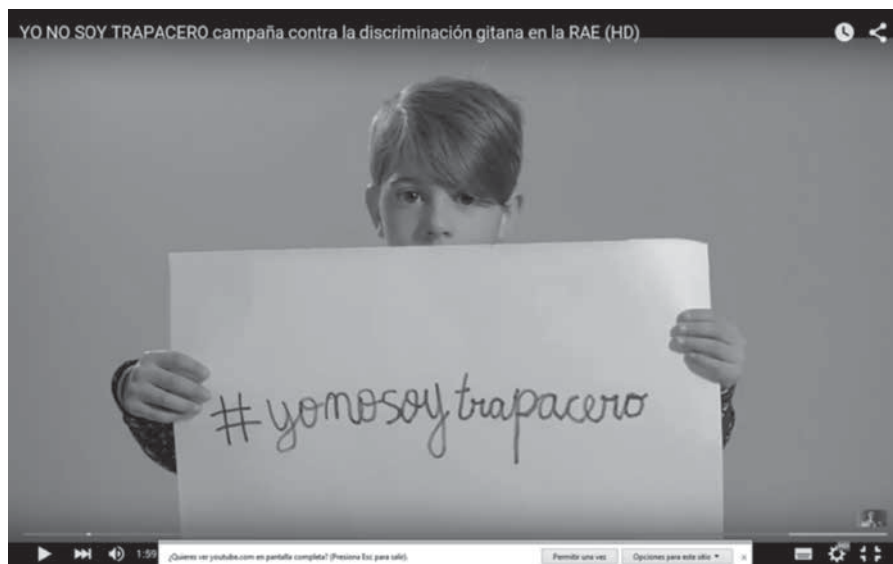 YO NO SOY TRAPACERO campaña contra la discriminación gitana en la RAE (HD)
#yonosoytrapacero
1:59
¿Quieres ver youtube.com en pantalla completa? (Presiona Esc para salir).
Permitir una vez
Opciones para este sitio
x